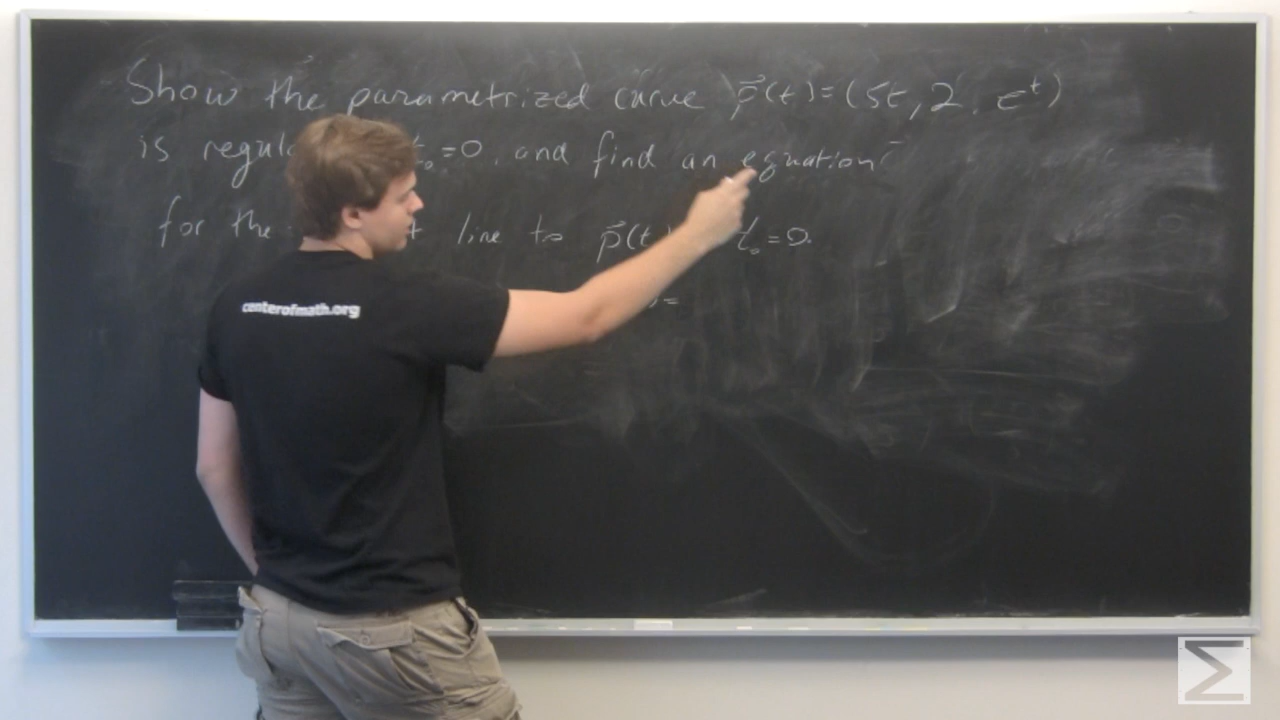 Show the parametrized curve p⃗(t)=(5t, 2, e^t)
is t₀=0, and find an equation
for the line to p⃗(t t₀=0.
)=
centerofmath.org
Σ